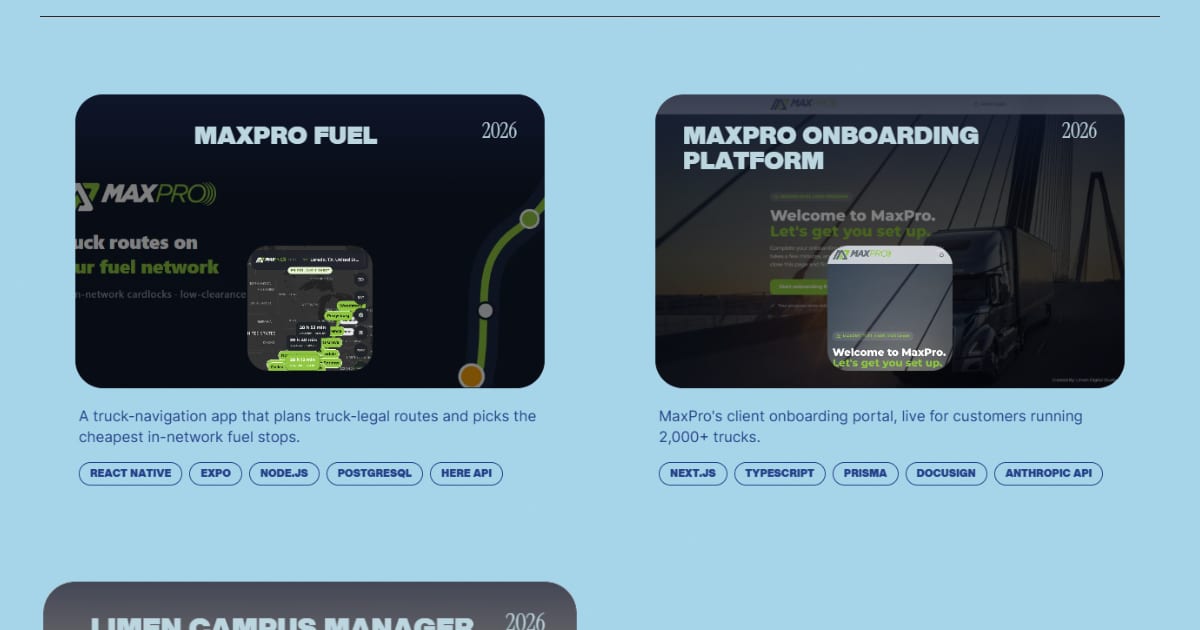 MAXPRO FUEL
2026
MAXPRO
uck routes on
ur fuel network
n-network cardlocks · low-clearance
MAXPRO ONBOARDING
PLATFORM
2026
MAXPRO
Welcome to MaxPro.
Let's get you set up.
Start onboarding
MAXPRO
Welcome to MaxPro.
Let's get you set up.
A truck-navigation app that plans truck-legal routes and picks the
cheapest in-network fuel stops.
REACT NATIVE EXPO NODE.JS POSTGRESQL HERE API
MaxPro's client onboarding portal, live for customers running
2,000+ trucks.
NEXT.JS TYPESCRIPT PRISMA DOCUSIGN ANTHROPIC API
LIMEN CAMPUS MANAGER
2026